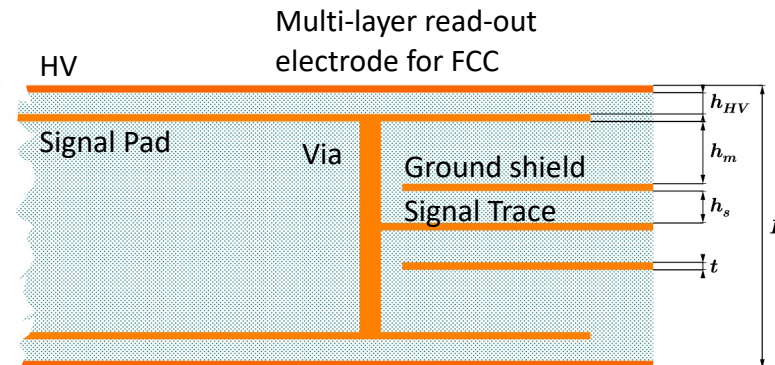 Multi-layer read-out
electrode for FCC
HV
h_HV
Signal Pad
Via
h_m
Ground shield
Signal Trace
h_s
t